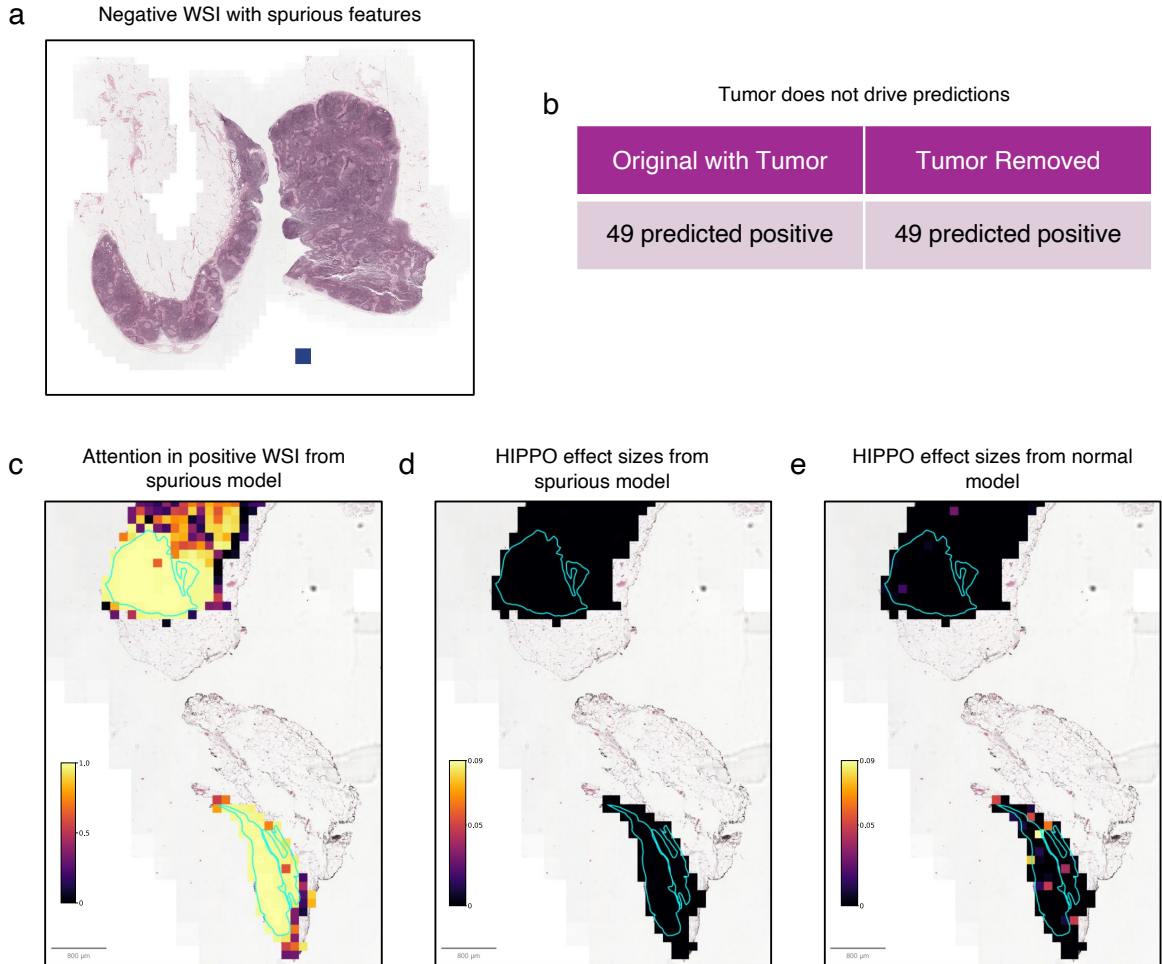 a
Negative WSI with spurious features
b
Tumor does not drive predictions
Original with Tumor
Tumor Removed
49 predicted positive
49 predicted positive
c
Attention in positive WSI from
spurious model
1.0
0.5
0
800 µm
d
HIPPO effect sizes from
spurious model
0.09
0.05
0
800 µm
e
HIPPO effect sizes from normal
model
0.09
0.05
0
800 µm